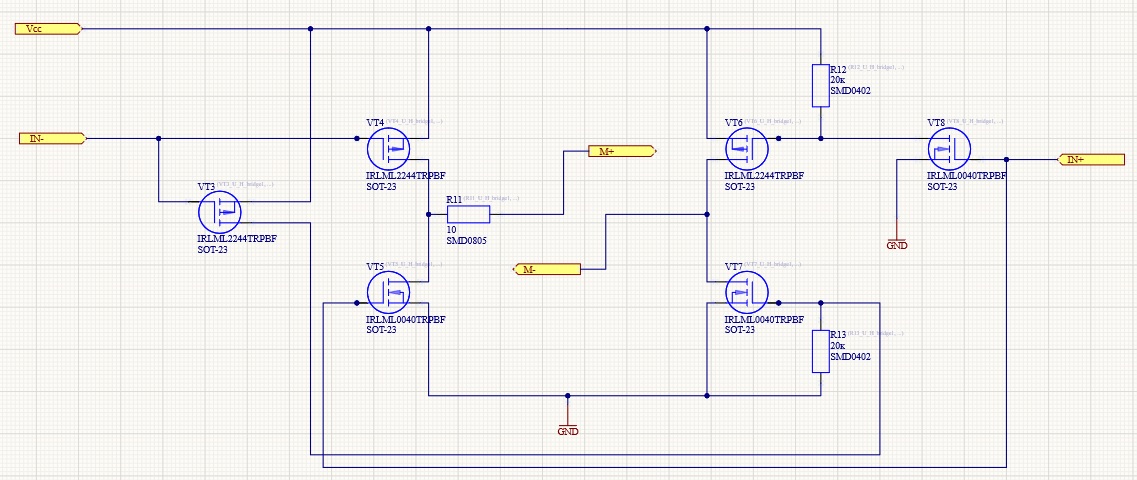 Vcc
R12
20к
SMD0402
IN-
VT4
VT6
VT8
M+
IN+
IRLML2244TRPBF
SOT-23
IRLML2244TRPBF
SOT-23
IRLML0040TRPBF
SOT-23
VT3
R11
10
SMD0805
IRLML2244TRPBF
SOT-23
GND
M-
VT5
VT7
IRLML0040TRPBF
SOT-23
IRLML0040TRPBF
SOT-23
R13
20к
SMD0402
GND